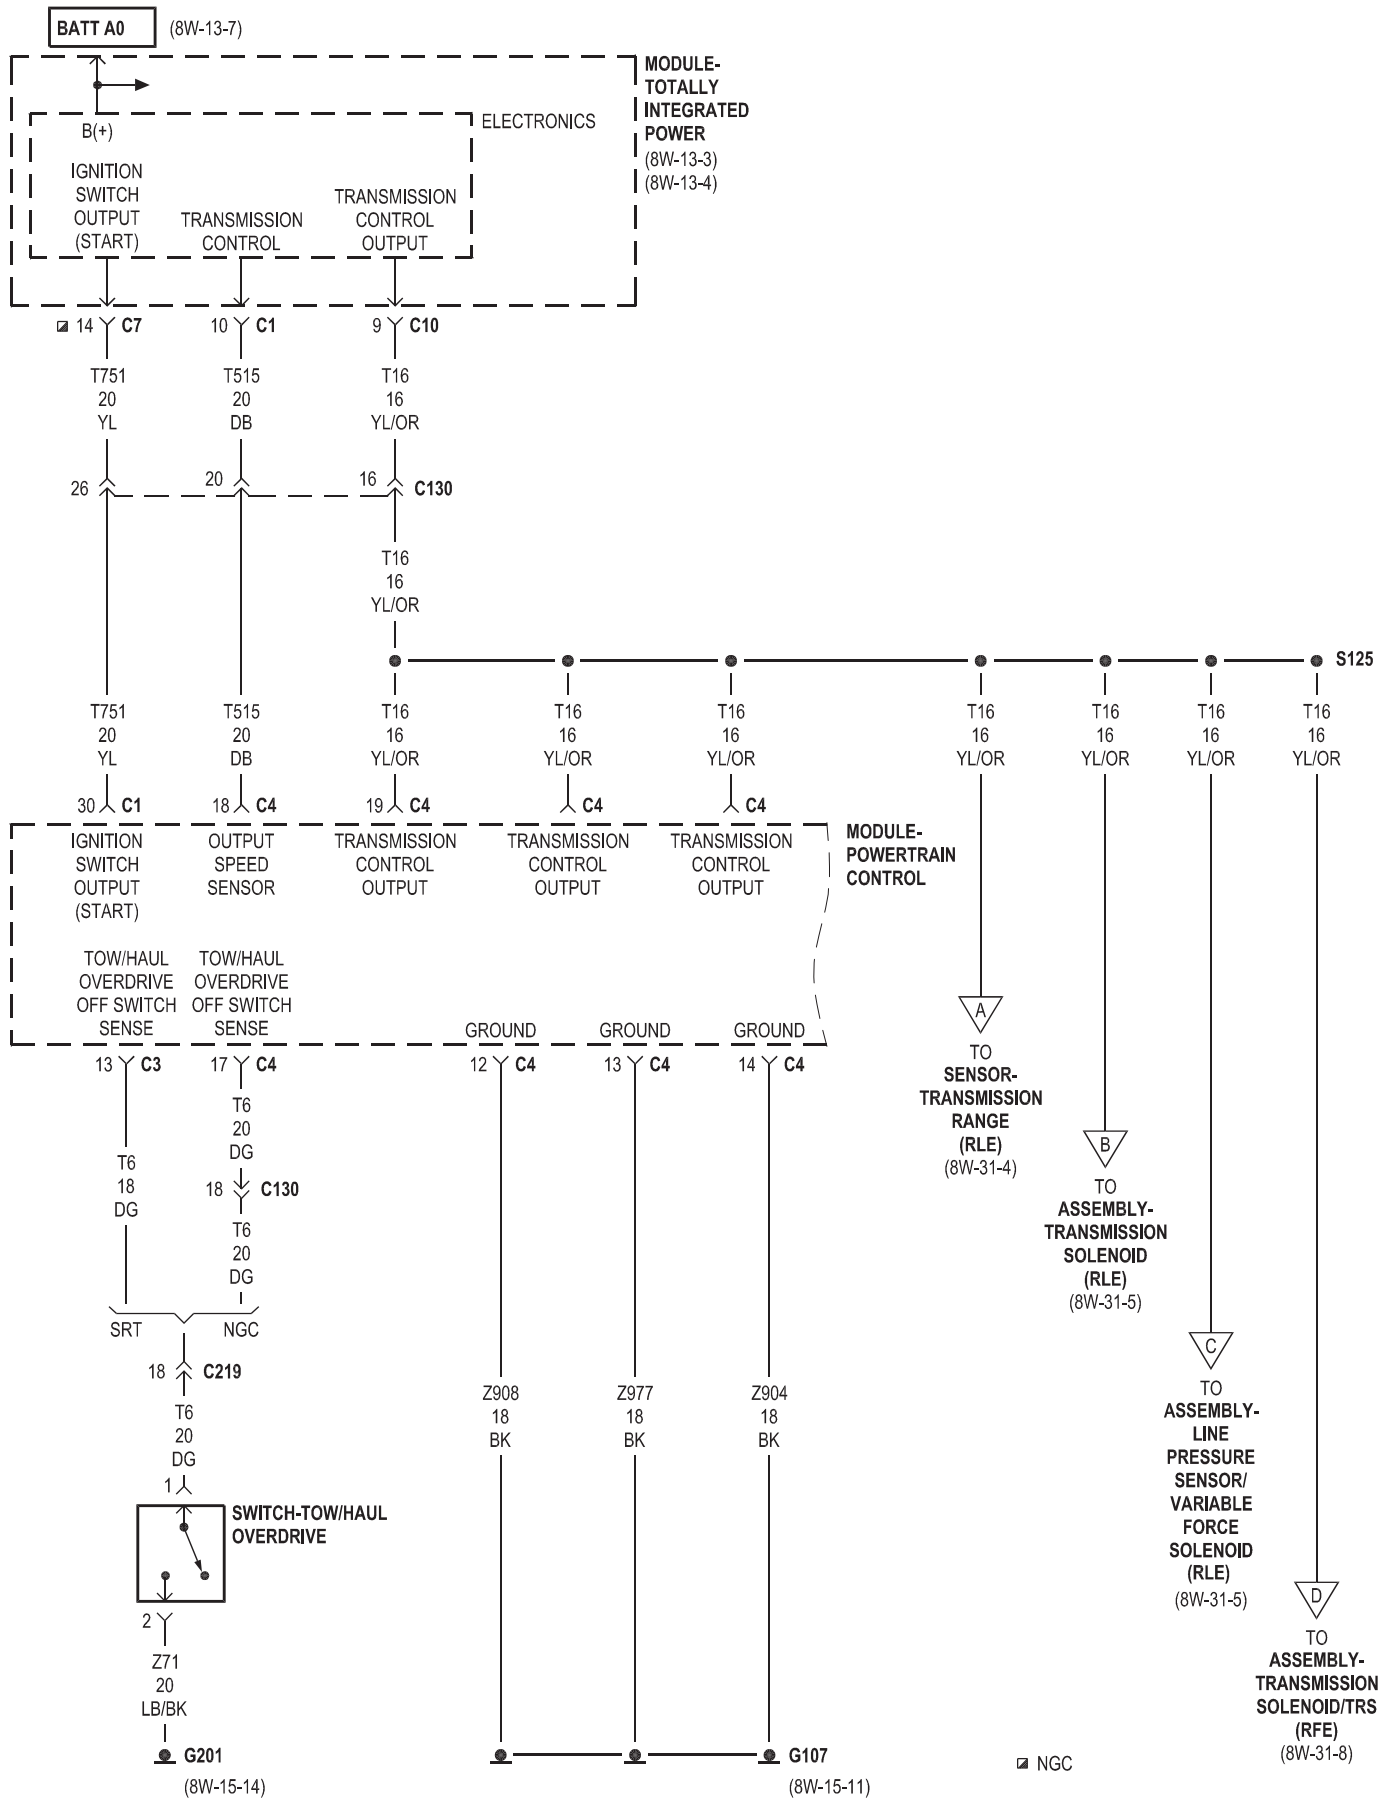 BATT A0 (8W-13-7)
MODULE-
TOTALLY
INTEGRATED
POWER
(8W-13-3)
(8W-13-4)
ELECTRONICS
B(+)
IGNITION
SWITCH
OUTPUT
(START)
TRANSMISSION
CONTROL
TRANSMISSION
CONTROL
OUTPUT
14 C7
10 C1
9 C10
T751
20
YL
T515
20
DB
T16
16
YL/OR
26
20
16 C130
T16
16
YL/OR
S125
T751
20
YL
T515
20
DB
T16
16
YL/OR
T16
16
YL/OR
T16
16
YL/OR
T16
16
YL/OR
T16
16
YL/OR
T16
16
YL/OR
T16
16
YL/OR
30 C1
18 C4
19 C4
C4
C4
MODULE-
POWERTRAIN
CONTROL
IGNITION
SWITCH
OUTPUT
(START)
OUTPUT
SPEED
SENSOR
TRANSMISSION
CONTROL
OUTPUT
TRANSMISSION
CONTROL
OUTPUT
TRANSMISSION
CONTROL
OUTPUT
TOW/HAUL
OVERDRIVE
OFF SWITCH
SENSE
TOW/HAUL
OVERDRIVE
OFF SWITCH
SENSE
GROUND
GROUND
GROUND
13 C3
17 C4
12 C4
13 C4
14 C4
T6
18
DG
T6
20
DG
18 C130
T6
20
DG
SRT
NGC
18 C219
T6
20
DG
1
SWITCH-TOW/HAUL
OVERDRIVE
2
Z71
20
LB/BK
G201
(8W-15-14)
Z908
18
BK
Z977
18
BK
Z904
18
BK
G107
(8W-15-11)
A
TO
SENSOR-
TRANSMISSION
RANGE
(RLE)
(8W-31-4)
B
TO
ASSEMBLY-
TRANSMISSION
SOLENOID
(RLE)
(8W-31-5)
C
TO
ASSEMBLY-
LINE
PRESSURE
SENSOR/
VARIABLE
FORCE
SOLENOID
(RLE)
(8W-31-5)
D
TO
ASSEMBLY-
TRANSMISSION
SOLENOID/TRS
(RFE)
(8W-31-8)
NGC